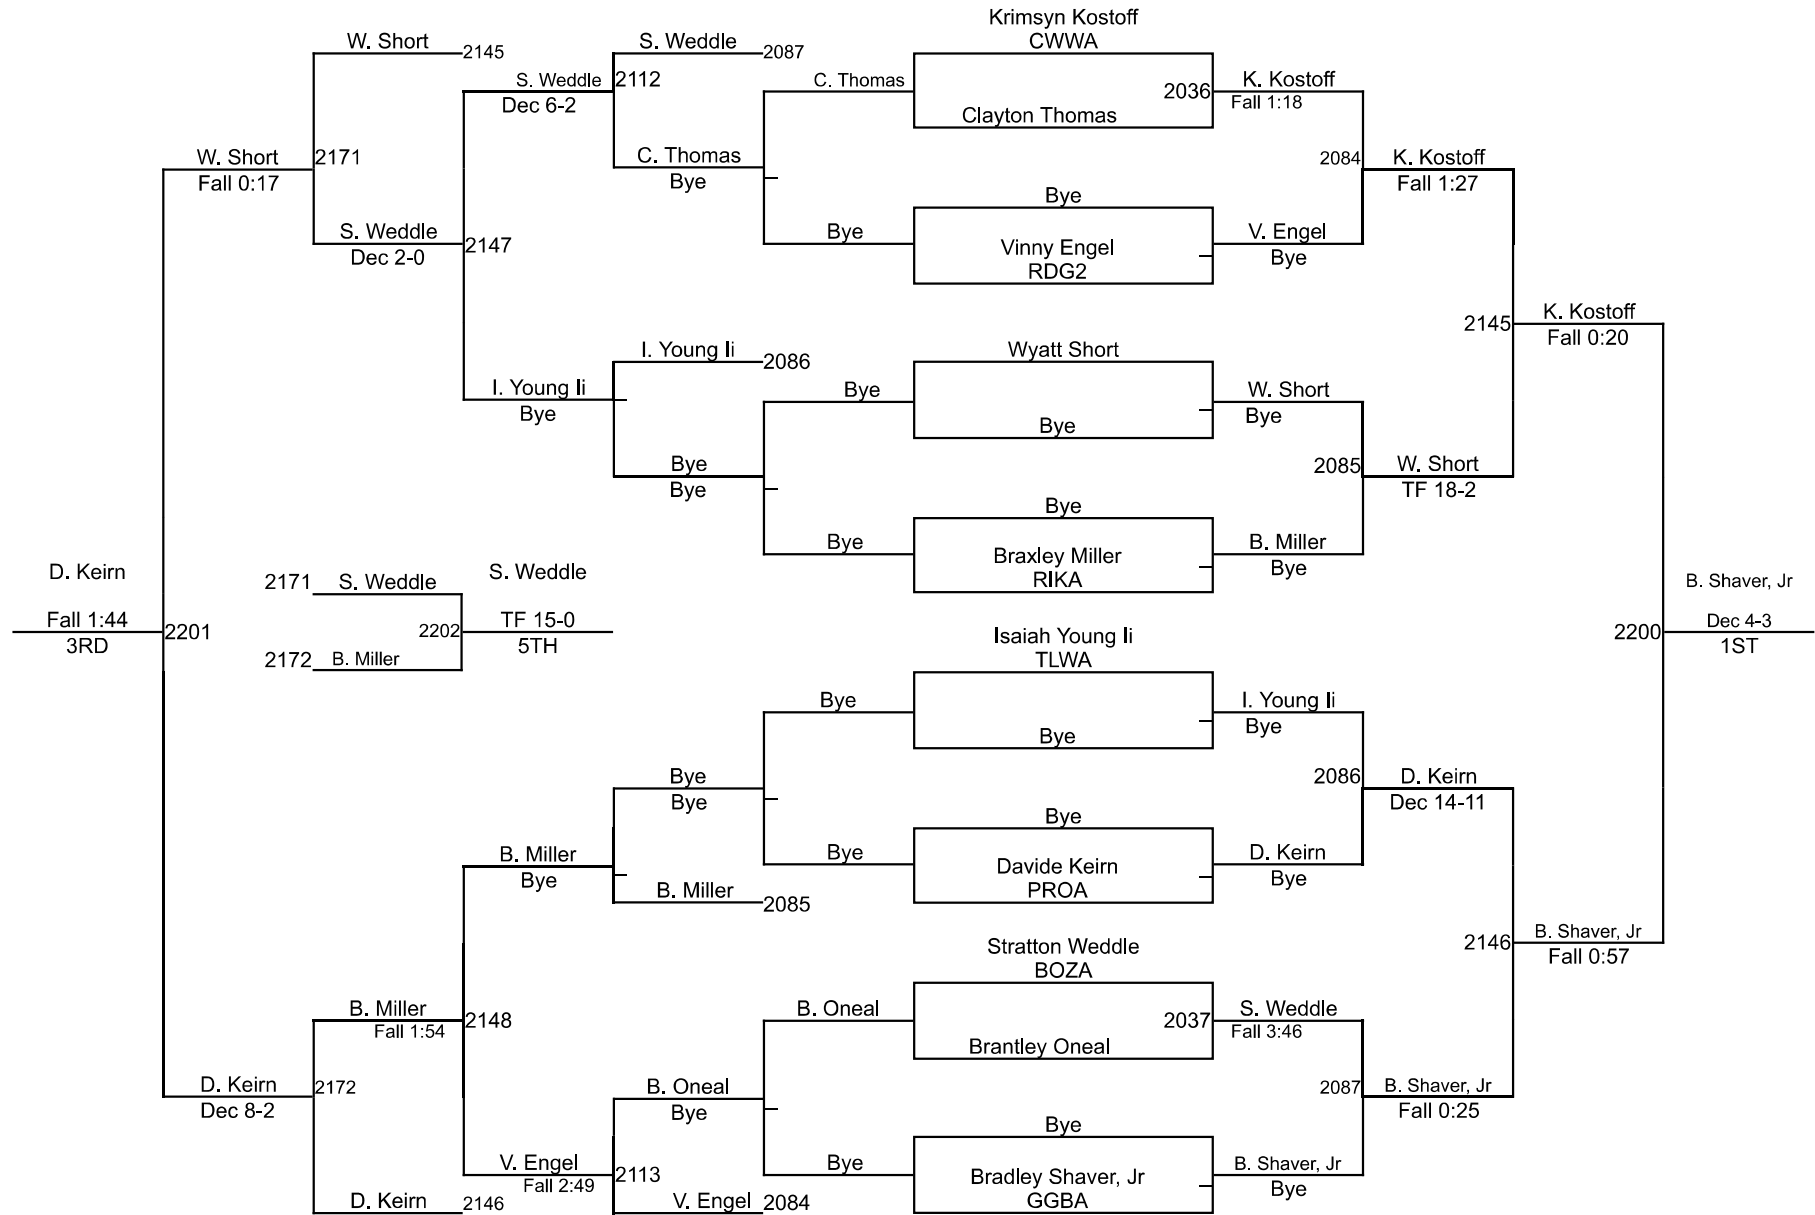 Krimsyn Kostoff
CWWA
W. Short
2145
S. Weddle
2087
S. Weddle
2112
Dec 6-2
C. Thomas
2036
K. Kostoff
Fall 1:18
Clayton Thomas
W. Short
2171
Fall 0:17
C. Thomas
Bye
2084
K. Kostoff
Fall 1:27
Bye
S. Weddle
2147
Dec 2-0
Bye
Vinny Engel
RDG2
V. Engel
Bye
2145
K. Kostoff
Fall 0:20
I. Young Ii
2086
Wyatt Short
I. Young Ii
Bye
Bye
W. Short
Bye
Bye
Bye
Bye
2085
W. Short
TF 18-2
Bye
Bye
Braxley Miller
RIKA
B. Miller
Bye
D. Keirn
Fall 1:44
3RD
2201
2171
S. Weddle
2172
B. Miller
2202
S. Weddle
TF 15-0
5TH
2200
B. Shaver, Jr
Dec 4-3
1ST
Isaiah Young Ii
TLWA
Bye
I. Young Ii
Bye
Bye
Bye
Bye
2086
D. Keirn
Dec 14-11
Bye
B. Miller
Bye
Bye
Davide Keirn
PROA
D. Keirn
Bye
B. Miller
2085
2146
B. Shaver, Jr
Fall 0:57
Stratton Weddle
BOZA
B. Miller
Fall 1:54
2148
B. Oneal
2037
S. Weddle
Fall 3:46
Brantley Oneal
D. Keirn
2172
Dec 8-2
B. Oneal
Bye
2087
B. Shaver, Jr
Fall 0:25
Bye
V. Engel
Fall 2:49
2113
Bye
Bradley Shaver, Jr
GGBA
B. Shaver, Jr
Bye
D. Keirn
2146
V. Engel
2084